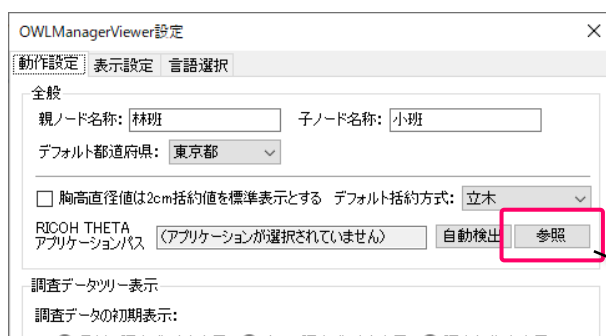 OWLManagerViewer設定
動作設定 表示設定 言語選択
全般
親ノード名称: 林班 子ノード名称: 小班
デフォルト都道府県: 東京都
胸高直径値は2cm括約値を標準表示とする デフォルト括約方式: 立木
RICOH THETA
アプリケーションパス (アプリケーションが選択されていません) 自動検出 参照
調査データツリー表示
調査データの初期表示: